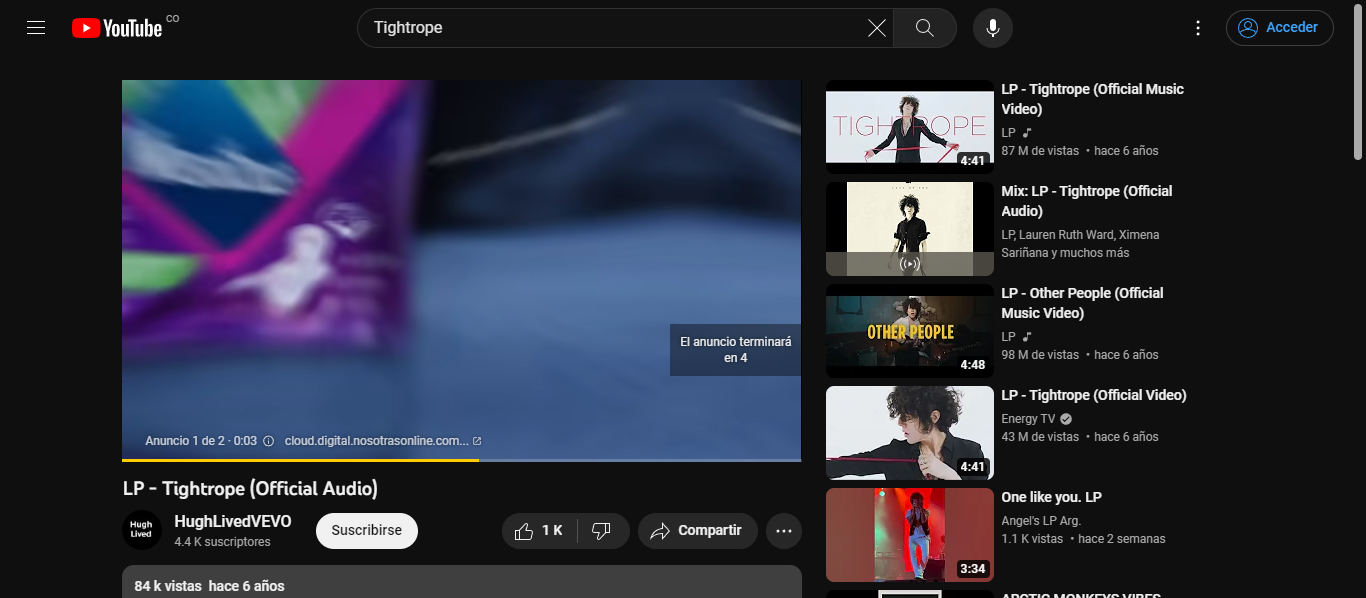 YouTube CO
Tightrope
Acceder
El anuncio terminará
en 4
Anuncio 1 de 2 · 0:03
cloud.digital.nosotrasonline.com...
LP - Tightrope (Official Audio)
Hugh
Lived
HughLivedVEVO
4.4 K suscriptores
Suscribirse
1 K
Compartir
84 k vistas hace 6 años
TIGHTROPE
4:41
LP - Tightrope (Official Music
Video)
LP
87 M de vistas • hace 6 años
Mix: LP - Tightrope (Official
Audio)
LP, Lauren Ruth Ward, Ximena
Sariñana y muchos más
OTHER PEOPLE
4:48
LP - Other People (Official
Music Video)
LP
98 M de vistas • hace 6 años
4:41
LP - Tightrope (Official Video)
Energy TV
43 M de vistas • hace 6 años
3:34
One like you. LP
Angel's LP Arg.
1.1 K vistas • hace 2 semanas
ARCTIC MONKEYS VIBES